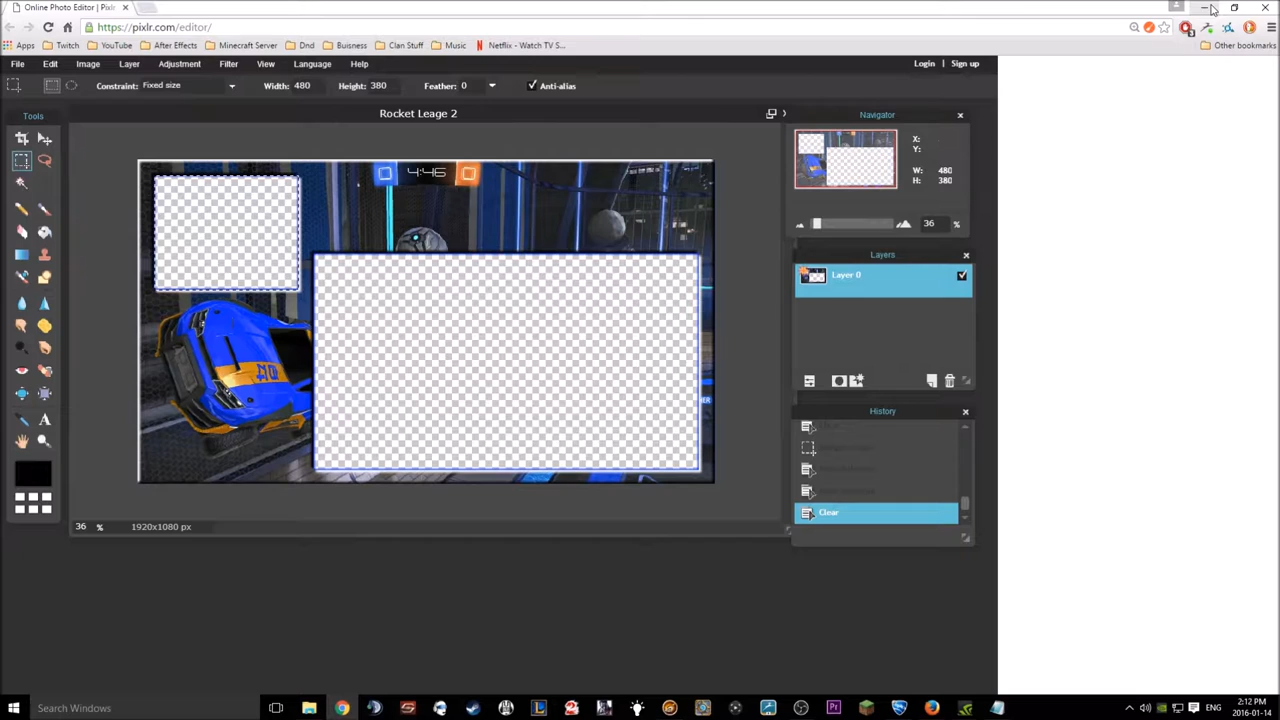 Online Photo Editor | Pixlr
https://pixlr.com/editor/
Apps Twitch YouTube After Effects Minecraft Server Dnd Buisness Clan Stuff Music Netflix - Watch TV S... Other bookmarks
File Edit Image Layer Adjustment Filter View Language Help Login Sign up
Constraint: Fixed size Width: 480 Height: 380 Feather: 0 Anti-alias
Tools
Rocket Leage 2
Navigator
4:46
X:
Y:
W: 480
H: 380
36 %
Layers
Layer 0
History
Clear
36 % 1920x1080 px
Search Windows
ENG
2:12 PM
2016-01-14